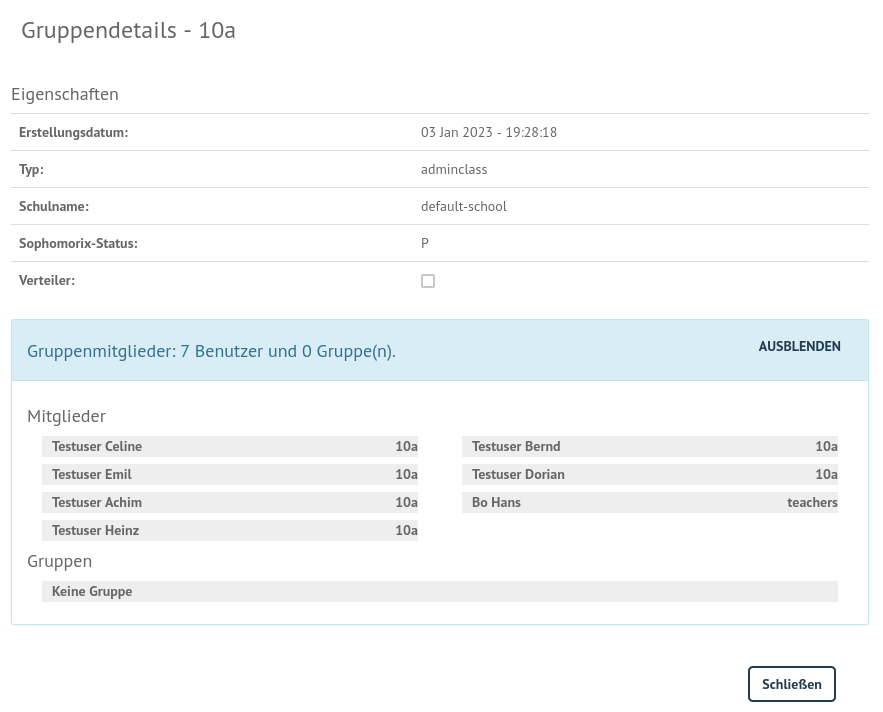 Gruppendetails - 10a
Eigenschaften
Erstellungsdatum: 03 Jan 2023 - 19:28:18
Typ: adminclass
Schulname: default-school
Sophomorix-Status: P
Verteiler:
Gruppenmitglieder: 7 Benutzer und 0 Gruppe(n). AUSBLENDEN
Mitglieder
Testuser Celine 10a Testuser Bernd 10a
Testuser Emil 10a Testuser Dorian 10a
Testuser Achim 10a Bo Hans teachers
Testuser Heinz 10a
Gruppen
Keine Gruppe
Schließen